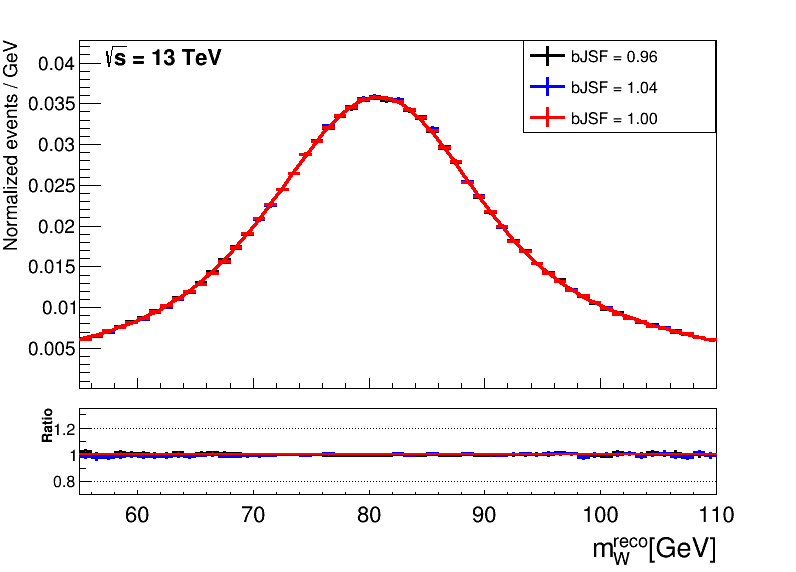 Normalized events / GeV
√s = 13 TeV
bJSF = 0.96
bJSF = 1.04
bJSF = 1.00
0.04
0.035
0.03
0.025
0.02
0.015
0.01
0.005
Ratio
1.2
1
0.8
60 70 80 90 100 110
m_W^reco[GeV]